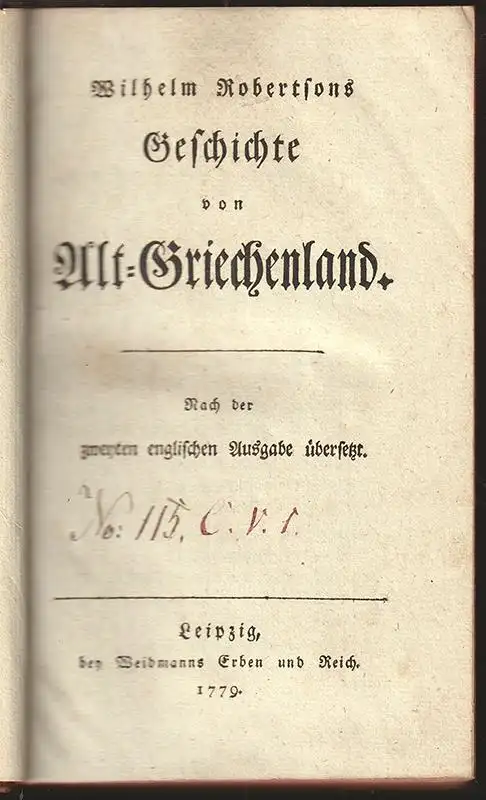 Wilhelm Robertſons
Geſchichte
von
Alt-Griechenland.
Nach der
zweyten engliſchen Ausgabe überſetzt.
No: 115. C. V. 1.
Leipzig,
bey Weidmanns Erben und Reich.
1779.